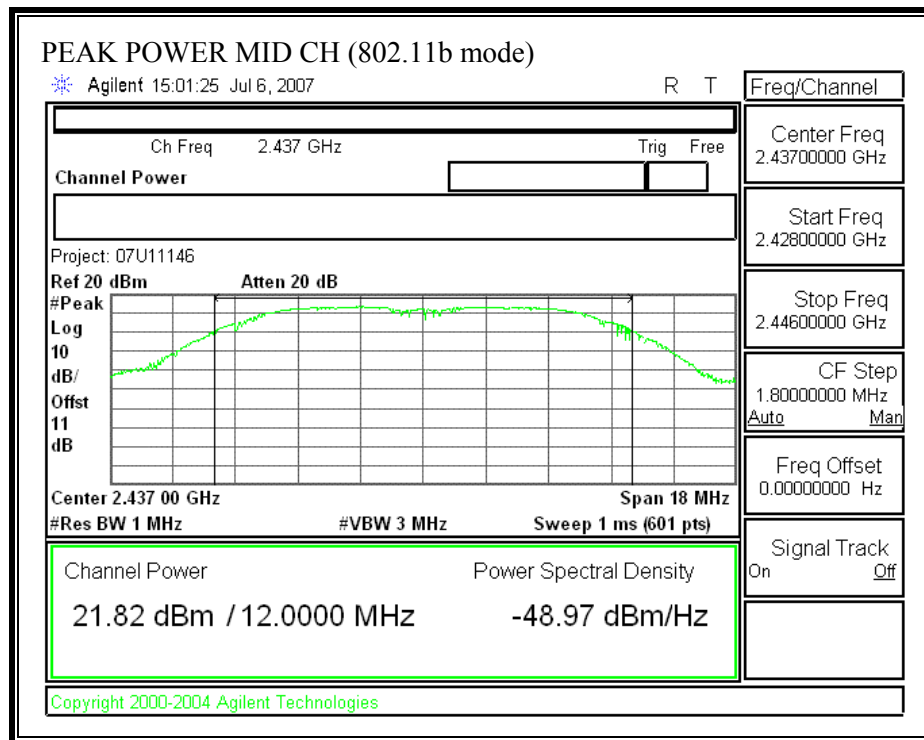 PEAK POWER MID CH (802.11b mode)
Agilent 15:01:25 Jul 6, 2007 R T
Freq/Channel
Ch Freq 2.437 GHz Trig Free
Channel Power
Center Freq
2.43700000 GHz
Start Freq
2.42800000 GHz
Stop Freq
2.44600000 GHz
CF Step
1.80000000 MHz
Auto Man
Freq Offset
0.00000000 Hz
Signal Track
On Off
Project: 07U11146
Ref 20 dBm Atten 20 dB
#Peak
Log
10
dB/
Offst
11
dB
Center 2.437 00 GHz Span 18 MHz
#Res BW 1 MHz #VBW 3 MHz Sweep 1 ms (601 pts)
Channel Power Power Spectral Density
21.82 dBm / 12.0000 MHz -48.97 dBm/Hz
Copyright 2000-2004 Agilent Technologies